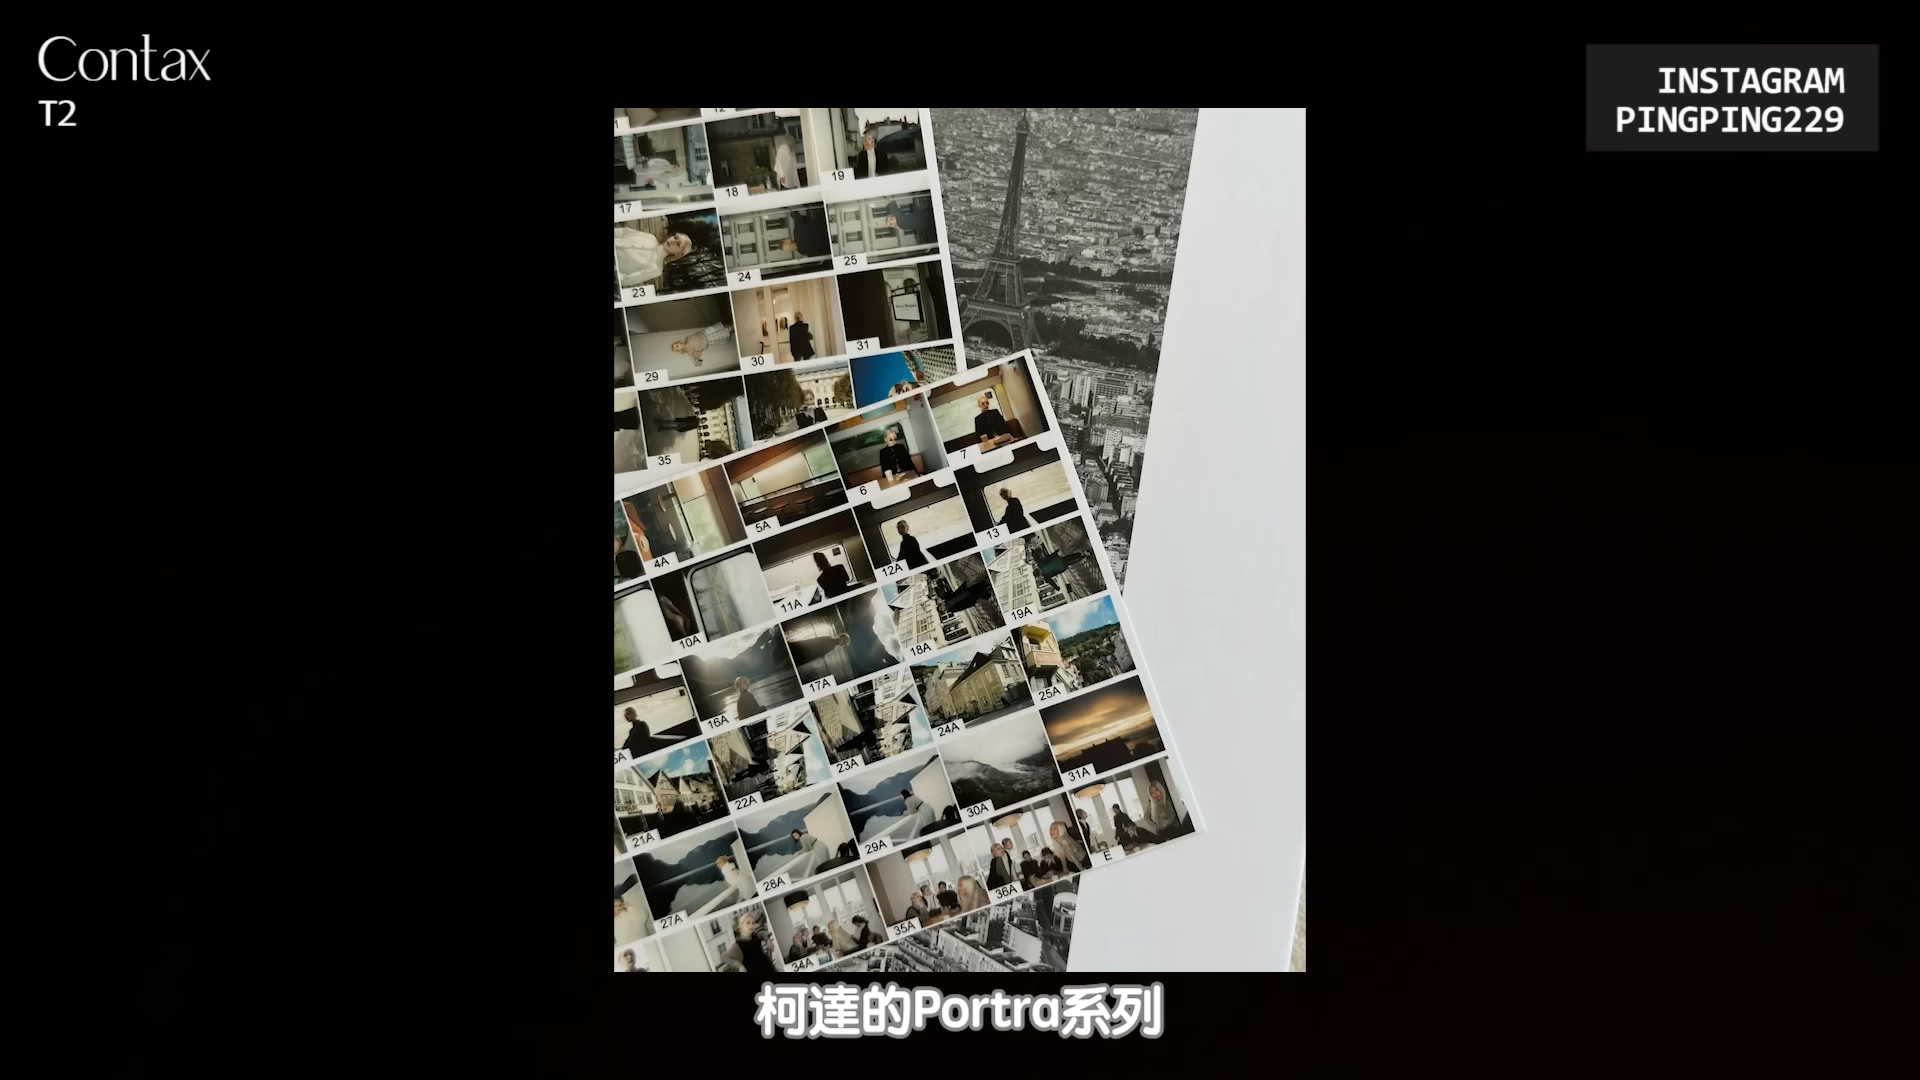 Contax
T2
INSTAGRAM
PINGPING229
17
18
19
23
24
25
29
30
31
35
4A
5A
6
7
10A
11A
12A
13
16A
17A
18A
19A
21A
22A
23A
24A
25A
27A
28A
29A
30A
31A
34A
35A
36A
E
柯達的Portra系列